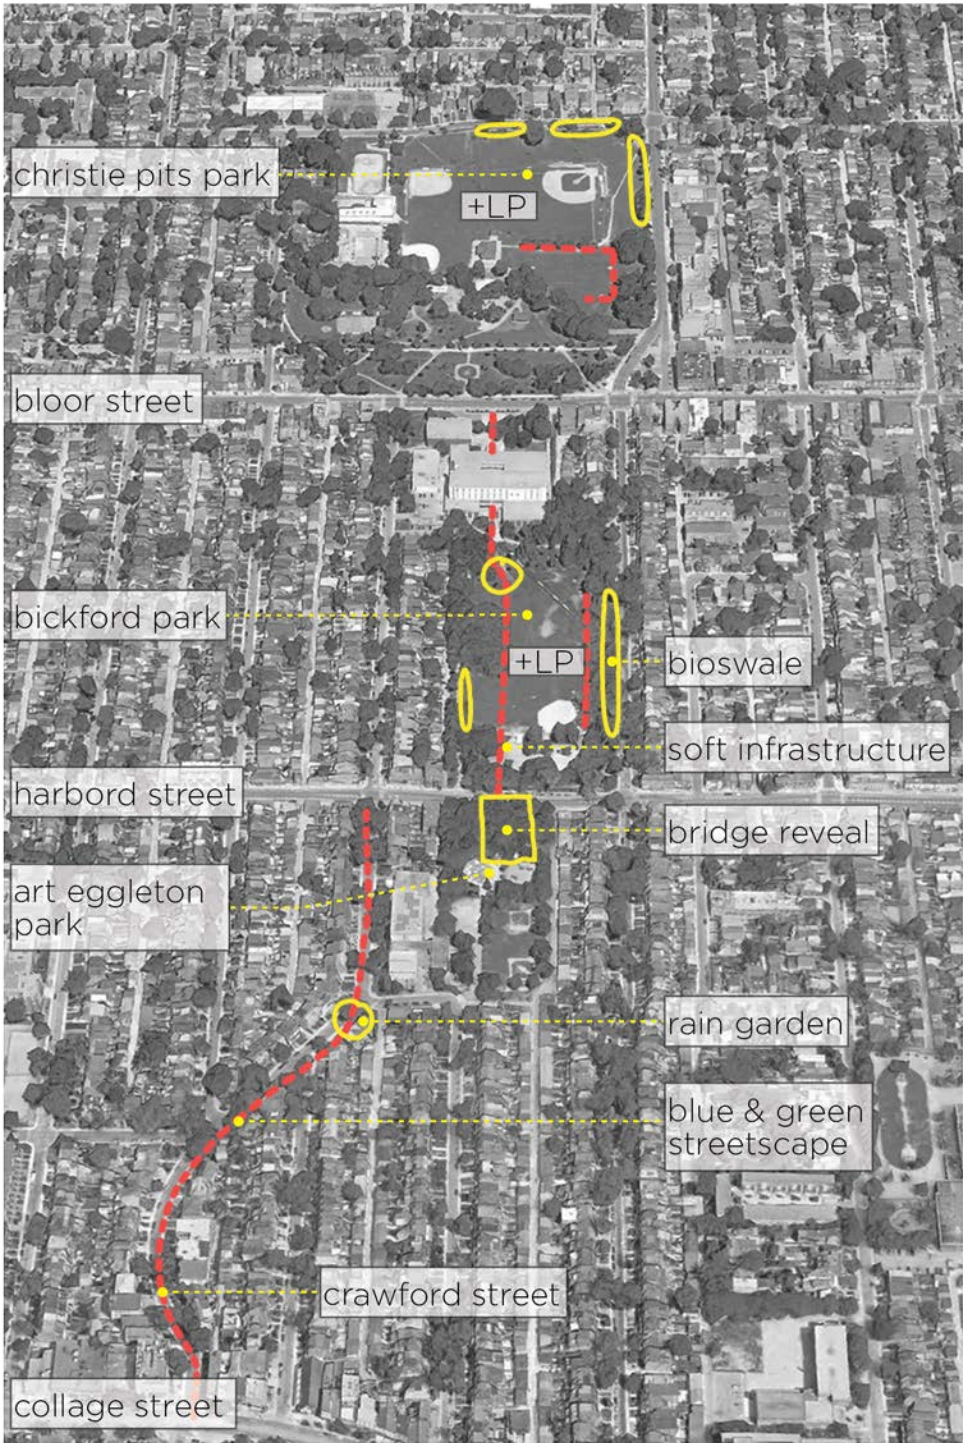 christie pits park
+LP
bloor street
bickford park
+LP
bioswale
soft infrastructure
harbord street
bridge reveal
art eggleton
park
rain garden
blue & green
streetscape
crawford street
collage street